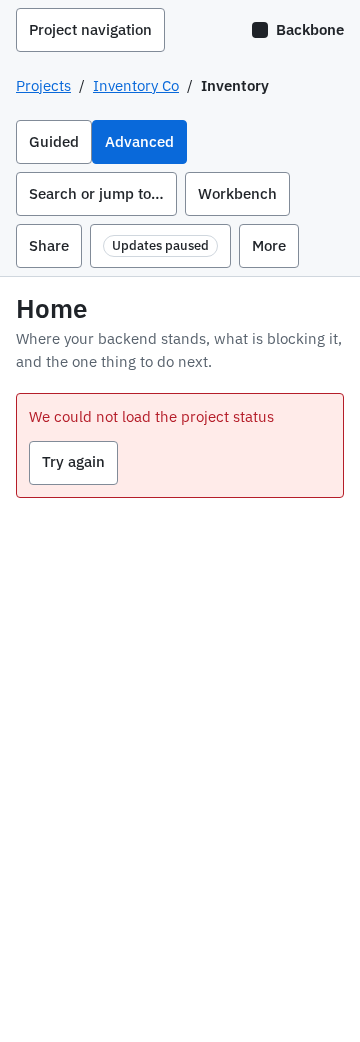 Project navigation
Backbone
Projects / Inventory Co / Inventory
Guided Advanced
Search or jump to... Workbench
Share Updates paused More
Home
Where your backend stands, what is blocking it,
and the one thing to do next.
We could not load the project status
Try again